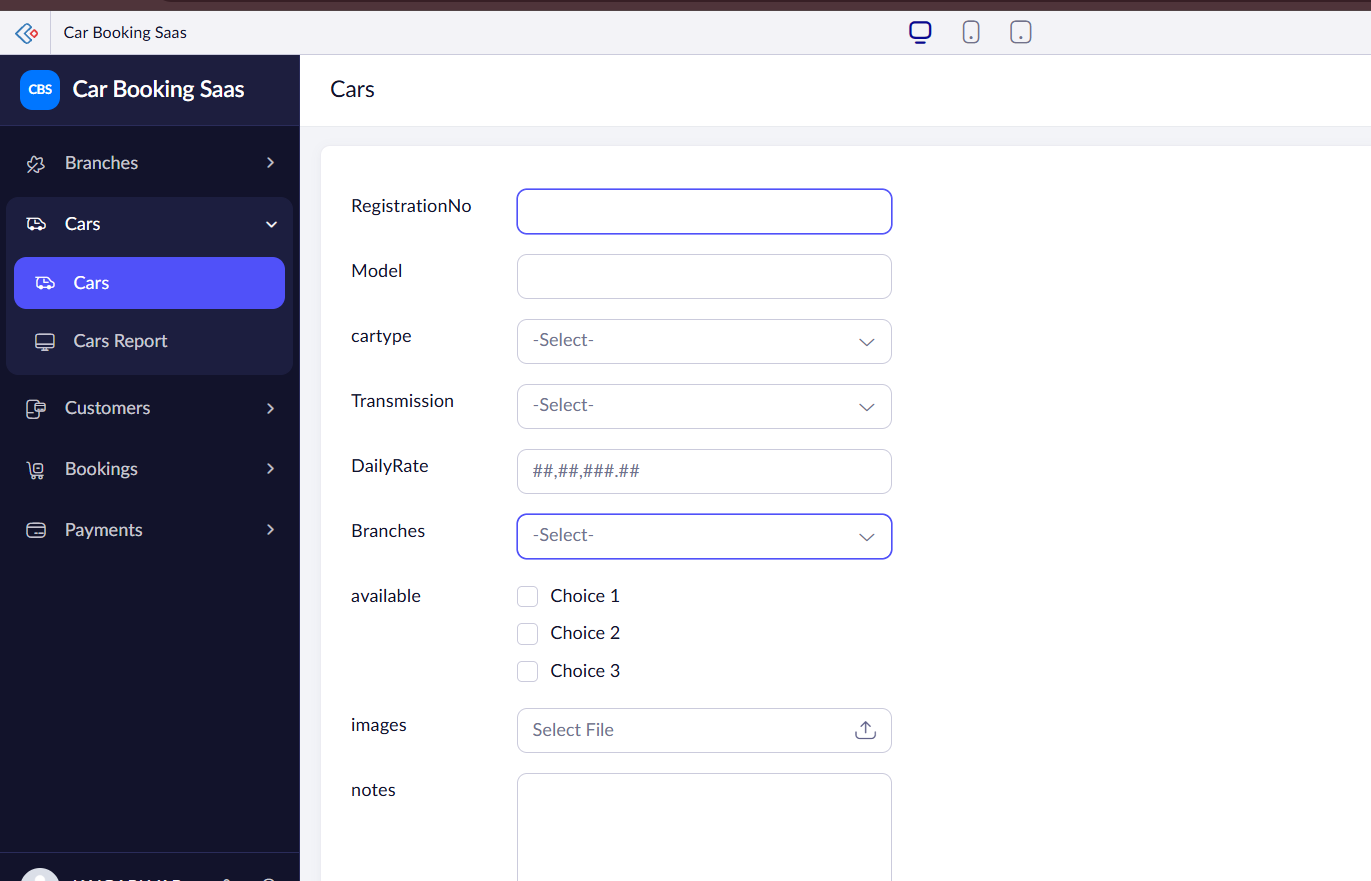 Car Booking Saas
CBS Car Booking Saas
Cars
Branches
Cars
Cars
Cars Report
Customers
Bookings
Payments
RegistrationNo
Model
cartype -Select-
Transmission -Select-
DailyRate ##,##,###.##
Branches -Select-
available Choice 1
Choice 2
Choice 3
images Select File
notes